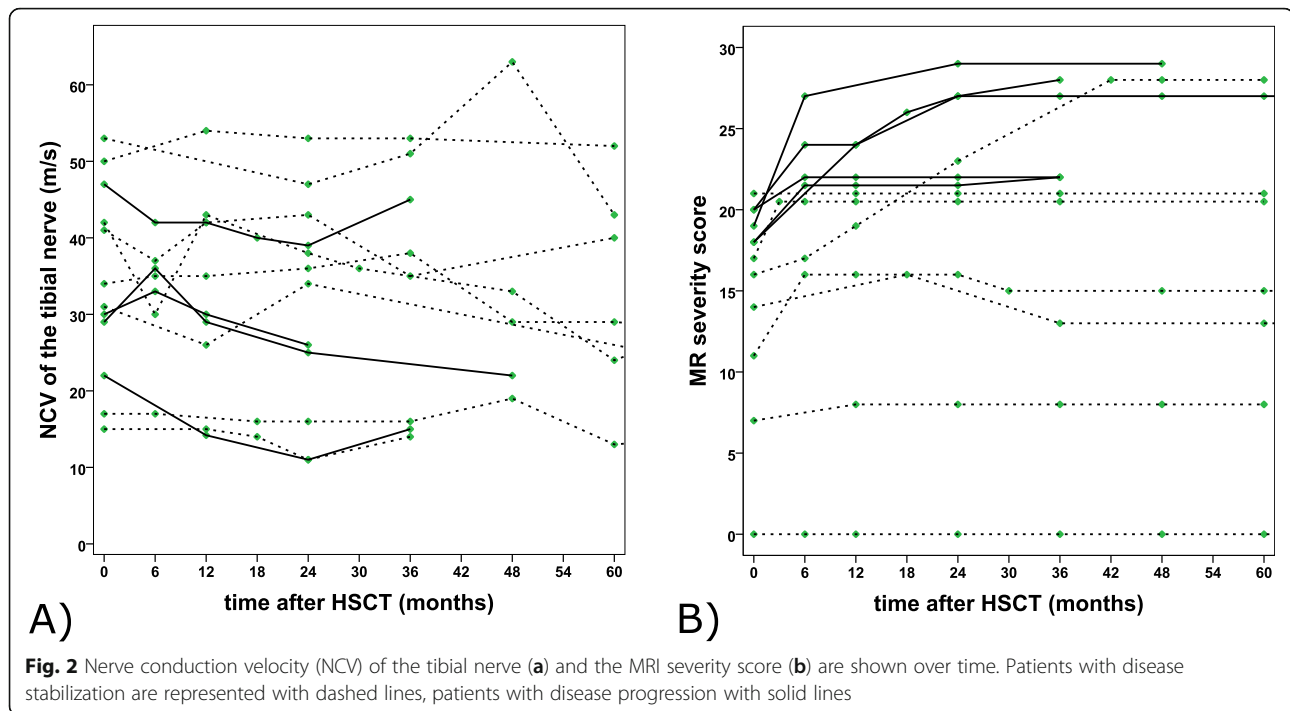 NCV of the tibial nerve (m/s)
60
50
40
30
20
10
0
0 6 12 18 24 30 36 42 48 54 60
time after HSCT (months)
A)
MR severity score
30
25
20
15
10
5
0
0 6 12 18 24 30 36 42 48 54 60
time after HSCT (months)
B)
Fig. 2 Nerve conduction velocity (NCV) of the tibial nerve (a) and the MRI severity score (b) are shown over time. Patients with disease
stabilization are represented with dashed lines, patients with disease progression with solid lines